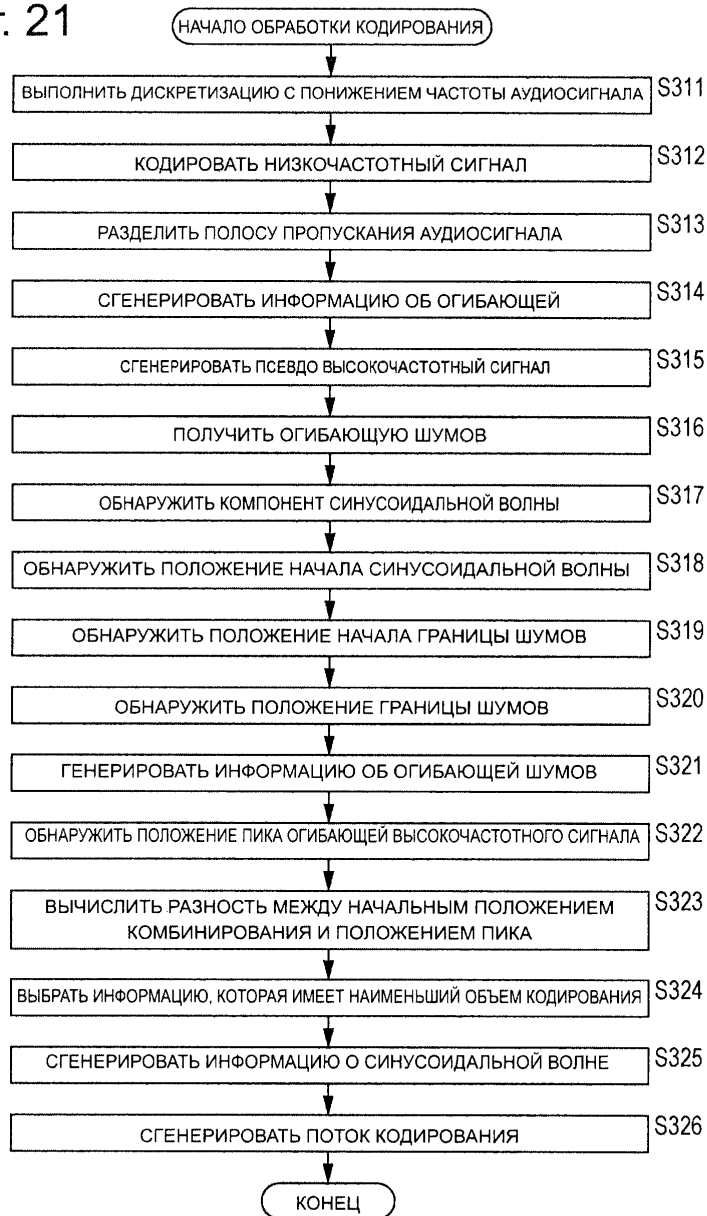 г. 21
НАЧАЛО ОБРАБОТКИ КОДИРОВАНИЯ
ВЫПОЛНИТЬ ДИСКРЕТИЗАЦИЮ С ПОНИЖЕНИЕМ ЧАСТОТЫ АУДИОСИГНАЛА S311
КОДИРОВАТЬ НИЗКОЧАСТОТНЫЙ СИГНАЛ S312
РАЗДЕЛИТЬ ПОЛОСУ ПРОПУСКАНИЯ АУДИОСИГНАЛА S313
СГЕНЕРИРОВАТЬ ИНФОРМАЦИЮ ОБ ОГИБАЮЩЕЙ S314
СГЕНЕРИРОВАТЬ ПСЕВДО ВЫСОКОЧАСТОТНЫЙ СИГНАЛ S315
ПОЛУЧИТЬ ОГИБАЮЩУЮ ШУМОВ S316
ОБНАРУЖИТЬ КОМПОНЕНТ СИНУСОИДАЛЬНОЙ ВОЛНЫ S317
ОБНАРУЖИТЬ ПОЛОЖЕНИЕ НАЧАЛА СИНУСОИДАЛЬНОЙ ВОЛНЫ S318
ОБНАРУЖИТЬ ПОЛОЖЕНИЕ НАЧАЛА ГРАНИЦЫ ШУМОВ S319
ОБНАРУЖИТЬ ПОЛОЖЕНИЕ ГРАНИЦЫ ШУМОВ S320
ГЕНЕРИРОВАТЬ ИНФОРМАЦИЮ ОБ ОГИБАЮЩЕЙ ШУМОВ S321
ОБНАРУЖИТЬ ПОЛОЖЕНИЕ ПИКА ОГИБАЮЩЕЙ ВЫСОКОЧАСТОТНОГО СИГНАЛА S322
ВЫЧИСЛИТЬ РАЗНОСТЬ МЕЖДУ НАЧАЛЬНЫМ ПОЛОЖЕНИЕМ S323
КОМБИНИРОВАНИЯ И ПОЛОЖЕНИЕМ ПИКА
ВЫБРАТЬ ИНФОРМАЦИЮ, КОТОРАЯ ИМЕЕТ НАИМЕНЬШИЙ ОБЪЕМ КОДИРОВАНИЯ S324
СГЕНЕРИРОВАТЬ ИНФОРМАЦИЮ О СИНУСОИДАЛЬНОЙ ВОЛНЕ S325
СГЕНЕРИРОВАТЬ ПОТОК КОДИРОВАНИЯ S326
КОНЕЦ